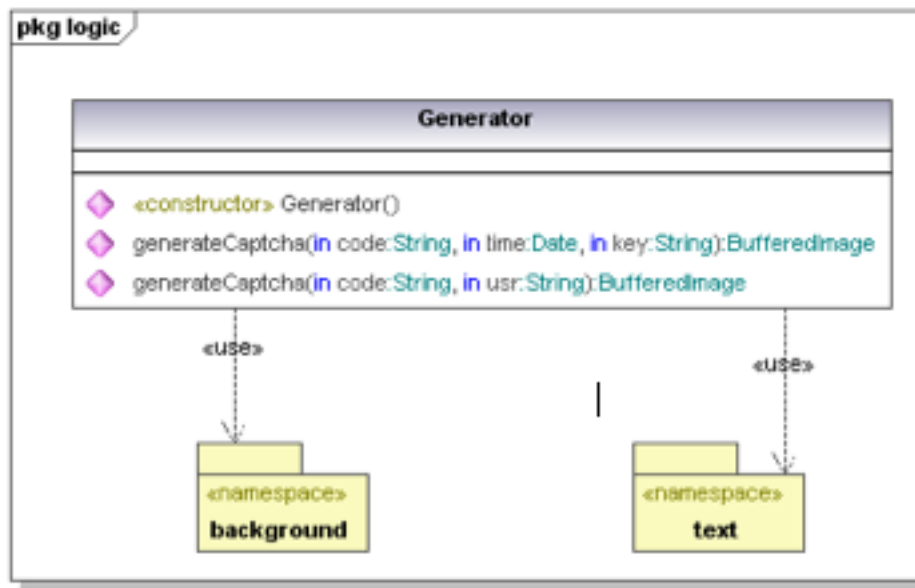 pkg logic
Generator
«constructor» Generator()
generateCaptcha(in code:String, in time:Date, in key:String):BufferedImage
generateCaptcha(in code:String, in usr:String):BufferedImage
«use»
«use»
«namespace»
background
«namespace»
text